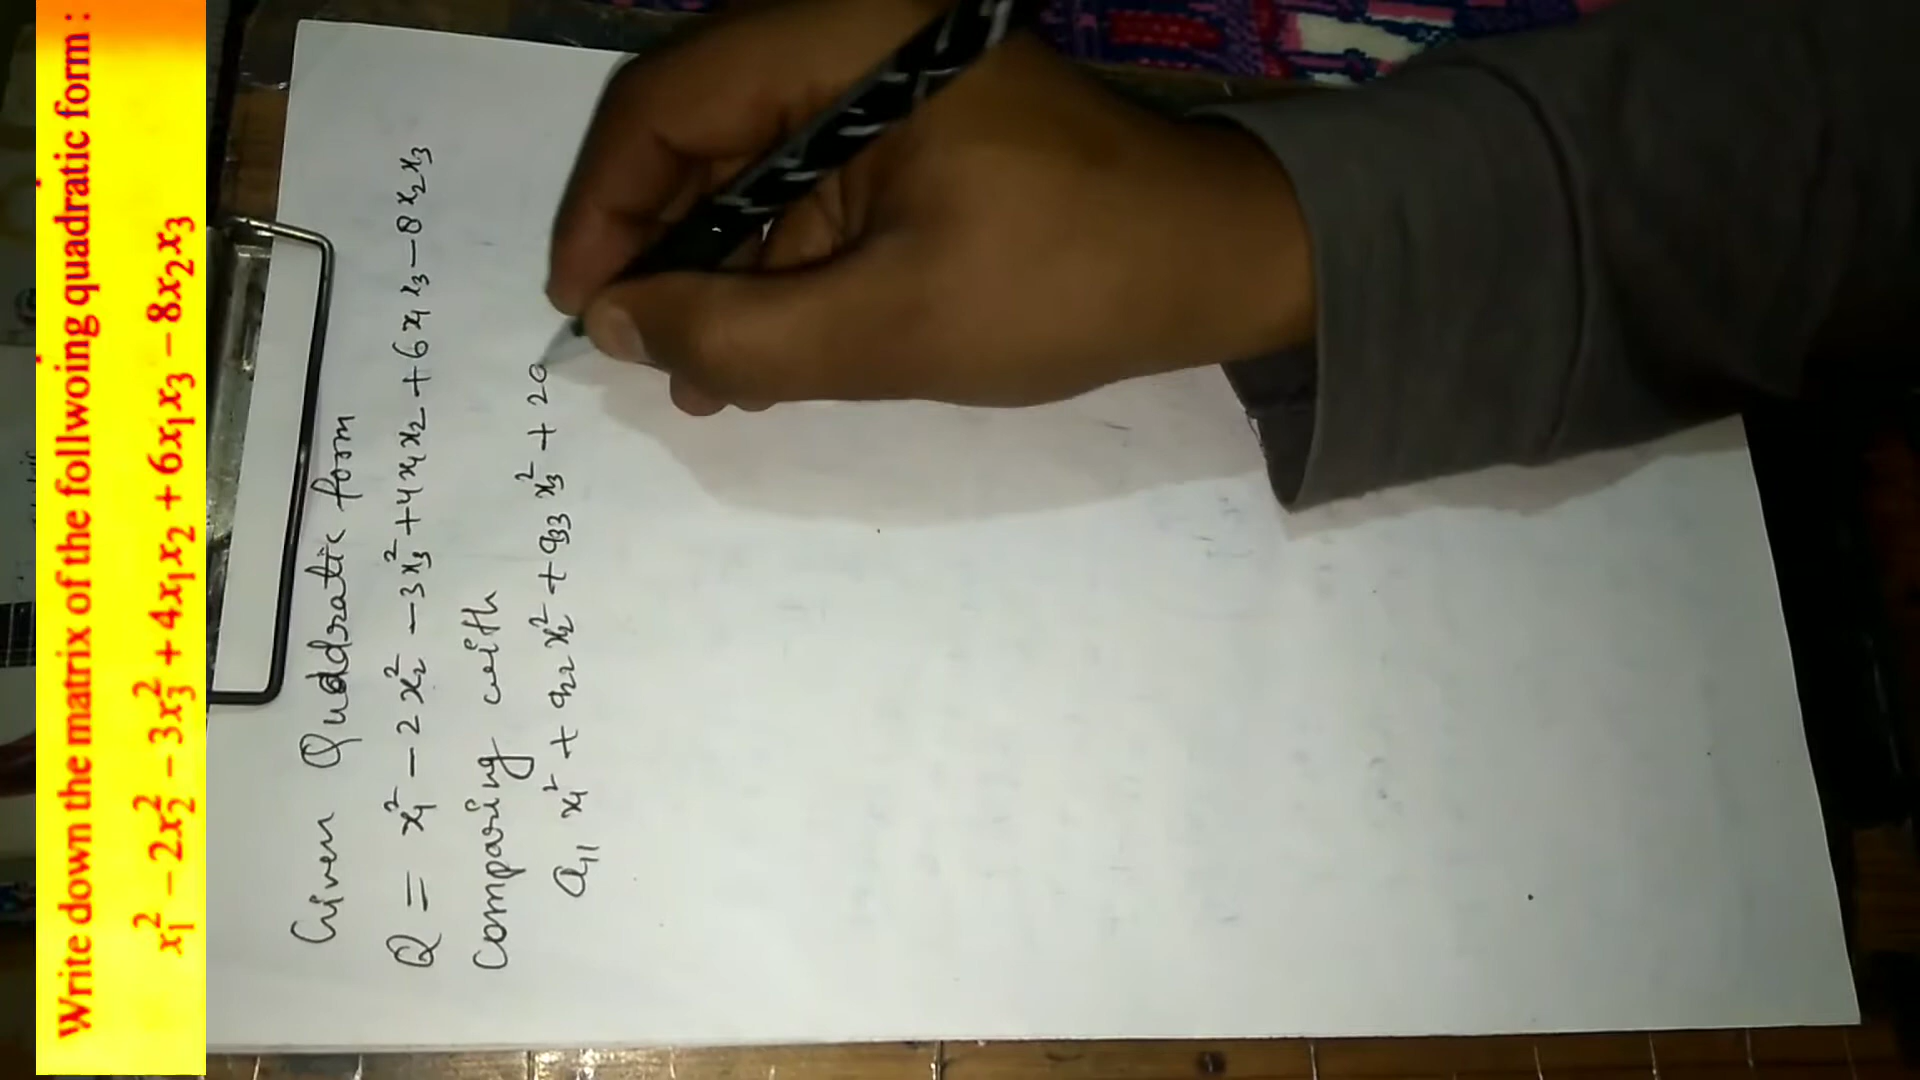 Write down the matrix of the follwoing quadratic form :
x₁² − 2x₂² − 3x₃² + 4x₁x₂ + 6x₁x₃ − 8x₂x₃
Given Quadratic form
Q = x₁² − 2x₂² − 3x₃² + 4x₁x₂ + 6x₁x₃ − 8x₂x₃
Comparing with
a₁₁ x₁² + a₂₂ x₂² + a₃₃ x₃² + 2a